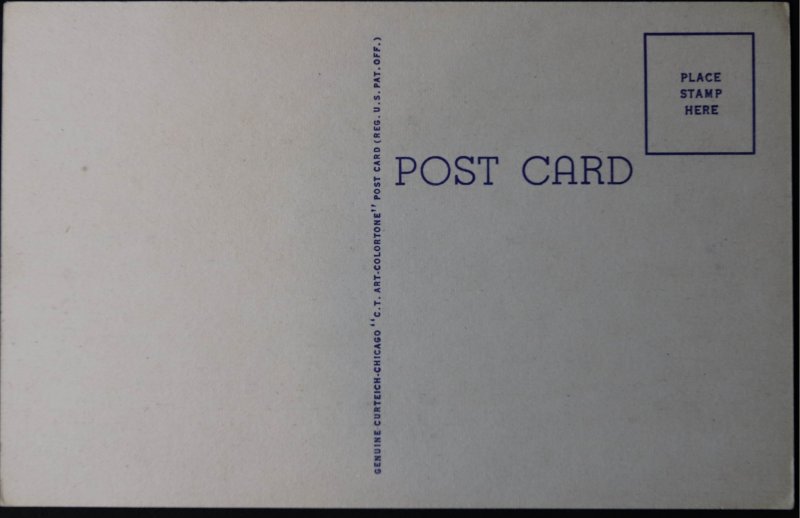 GENUINE CURTEICH-CHICAGO "C.T. ART-COLORTONE" POST CARD (REG. U.S. PAT. OFF.)
POST CARD
PLACE
STAMP
HERE